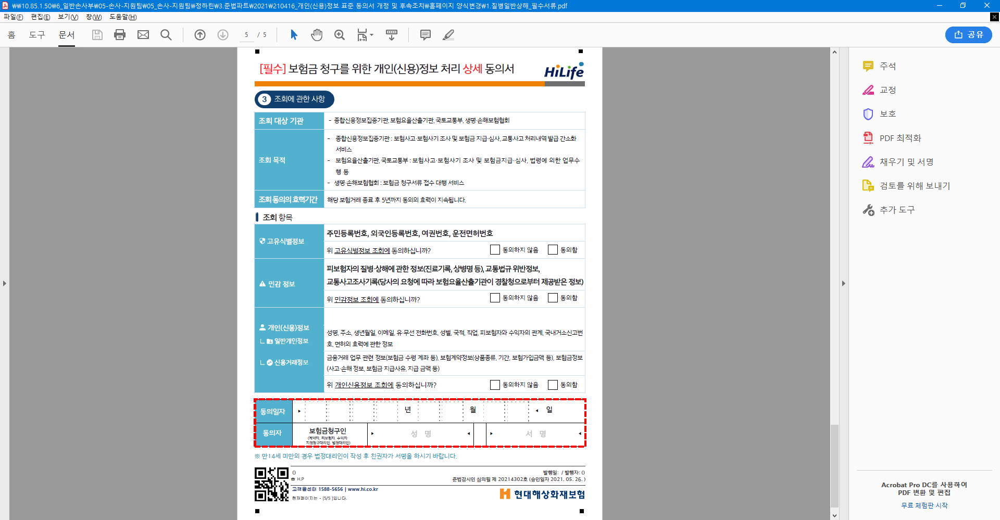 ₩₩10.85.1.50₩6_일반손사부₩05-손사-지원팀₩05_손사-지원팀₩정하린₩3.준법파트₩2021₩210416_개인(신용)정보 표준 동의서 개정 및 후속조치₩홈페이지 양식변경₩1.질병일반상해_필수서류.pdf
파일(F) 편집(E) 보기(V) 창(W) 도움말(H)
홈 도구 문서 5 / 5 공유
[필수] 보험금 청구를 위한 개인(신용)정보 처리 상세 동의서 HiLife
3 조회에 관한 사항
조회 대상 기관 - 종합신용정보집중기관, 보험요율산출기관, 국토교통부, 생명·손해보험협회
조회 목적
- 종합신용정보집중기관 : 보험사고·보험사기 조사 및 보험금 지급·심사, 교통사고 처리내역 발급 간소화
서비스
- 보험요율산출기관, 국토교통부 : 보험사고·보험사기 조사 및 보험금지급·심사, 법령에 의한 업무수
행 등
- 생명·손해보험협회 : 보험금 청구서류 접수 대행 서비스
조회 동의의 효력기간 해당 보험거래 종료 후 5년까지 동의의 효력이 지속됩니다.
조회 항목
고유식별정보
주민등록번호, 외국인등록번호, 여권번호, 운전면허번호
위 고유식별정보 조회에 동의하십니까? 동의하지 않음 동의함
민감 정보
피보험자의 질병·상해에 관한 정보(진료기록, 상병명 등), 교통법규 위반정보,
교통사고조사기록(당사의 요청에 따라 보험요율산출기관이 경찰청으로부터 제공받은 정보)
위 민감정보 조회에 동의하십니까? 동의하지 않음 동의함
개인(신용)정보
ㄴ 일반개인정보
성명, 주소, 생년월일, 이메일, 유·무선 전화번호, 성별, 국적, 직업, 피보험자와 수익자의 관계, 국내거소신고번
호, 면허의 효력에 관한 정보
ㄴ 신용거래정보
금융거래 업무 관련 정보(보험금 수령 계좌 등), 보험계약정보(상품종류, 기간, 보험가입금액 등), 보험금정보
(사고·손해 정보, 보험금 지급사유, 지급 금액 등)
위 개인신용정보 조회에 동의하십니까? 동의하지 않음 동의함
동의일자 년 월 일
동의자 보험금청구인 성 명 서 명
(계약자, 피보험자, 수익자
지정청구대리인, 법정대리인)
※ 만14세 미만의 경우 법정대리인이 작성 후 친권자가 서명을 하시기 바랍니다.
() 발행일: / 발행자: ()
☎ H.P 준법감시인 심의필 제 20214302호 (승인일자 2021. 05. 26. )
고객콜센터 1588-5656 | www.hi.co.kr
현재페이지는 - [5/5 ]입니다.
현대해상화재보험
주석
교정
보호
PDF 최적화
채우기 및 서명
검토를 위해 보내기
추가 도구
Acrobat Pro DC를 사용하여
PDF 변환 및 편집
무료 체험판 시작